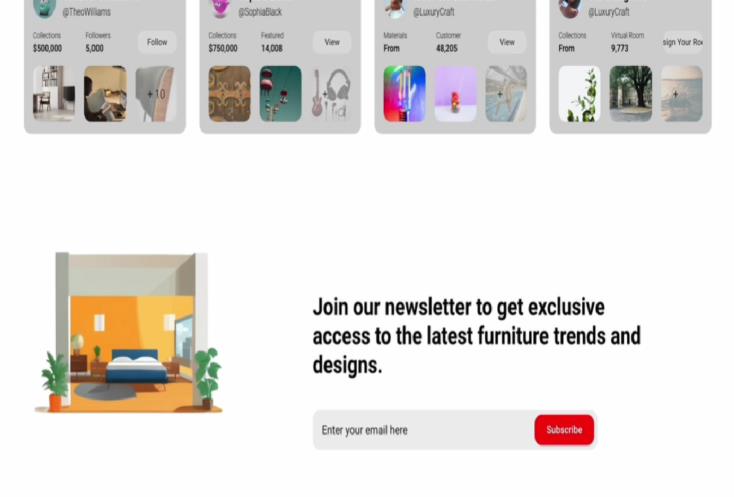 @TheoWilliams
@SophiaBlack
@LuxuryCraft
@LuxuryCraft
Collections
Followers
$500,000
5,000
Follow
Collections
Featured
$750,000
14,008
View
Materials
Customer
From
48,205
View
Collections
Virtual Room
From
9,773
sign Your Roo
+ 10
+
+
+
Join our newsletter to get exclusive
access to the latest furniture trends and
designs.
Enter your email here
Subscribe